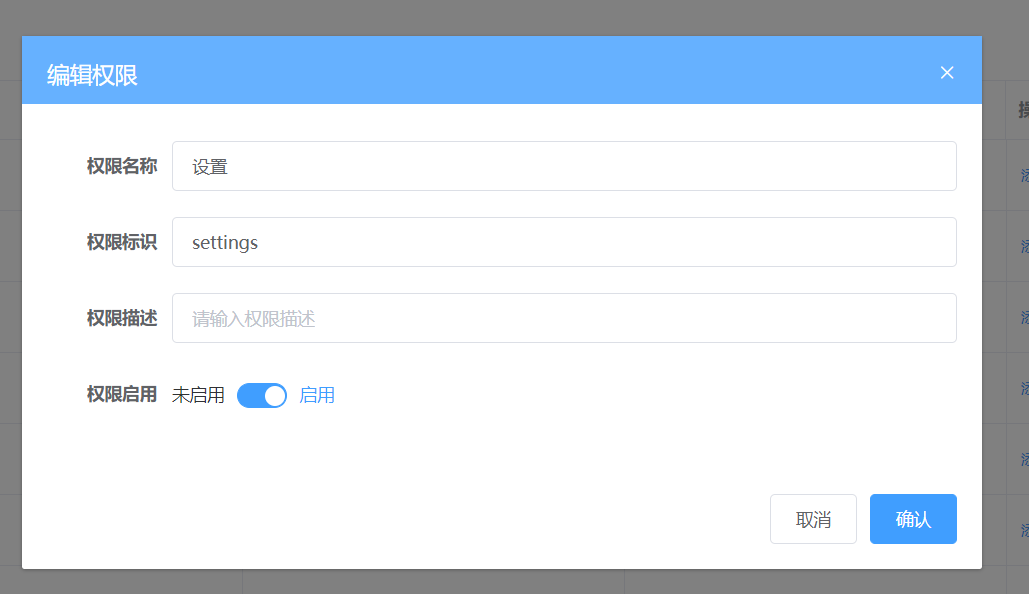 编辑权限
权限名称 设置
权限标识 settings
权限描述 请输入权限描述
权限启用 未启用 启用
取消 确认